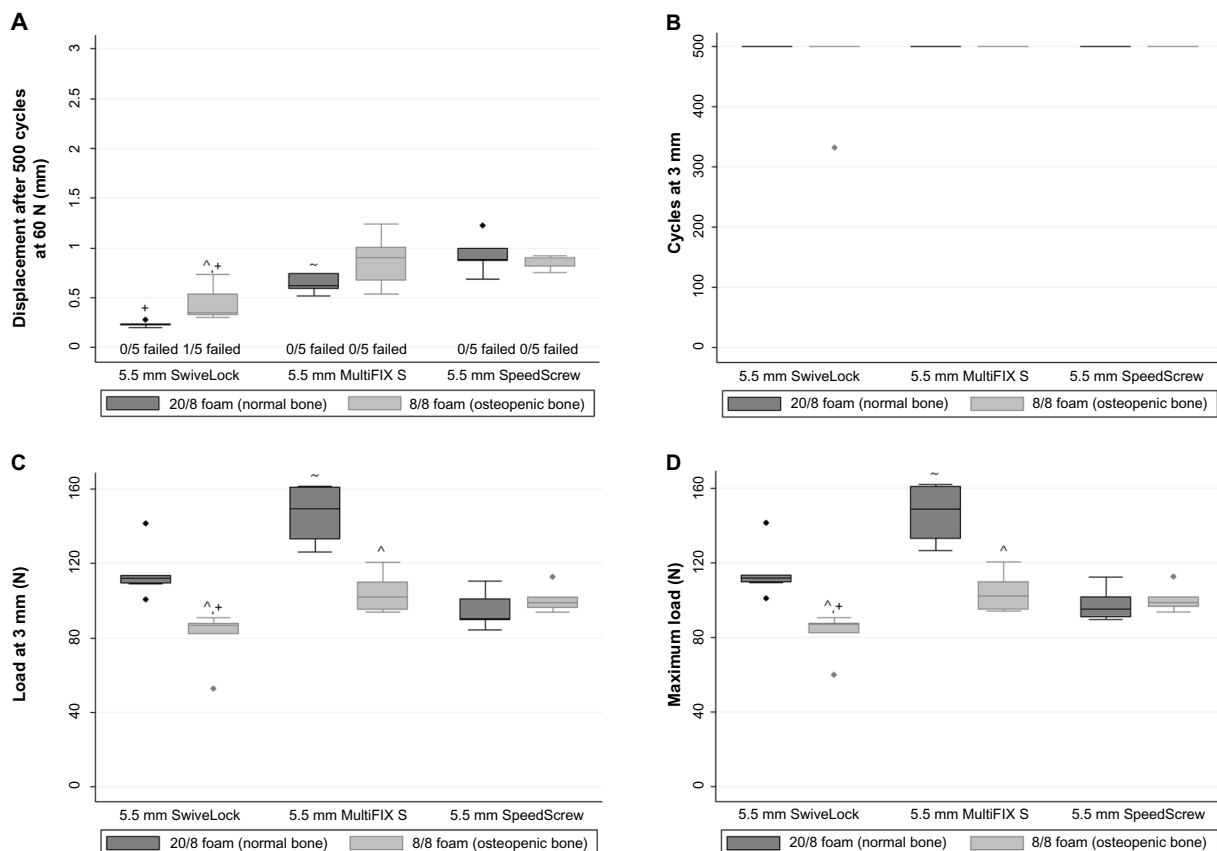 A
Displacement after 500 cycles
at 60 N (mm)
3
2.5
2
1.5
1
0.5
0
+
^,+
~
0/5 failed 1/5 failed
0/5 failed 0/5 failed
0/5 failed 0/5 failed
5.5 mm SwiveLock
5.5 mm MultiFIX S
5.5 mm SpeedScrew
20/8 foam (normal bone)
8/8 foam (osteopenic bone)
B
Cycles at 3 mm
500
400
300
200
100
0
5.5 mm SwiveLock
5.5 mm MultiFIX S
5.5 mm SpeedScrew
20/8 foam (normal bone)
8/8 foam (osteopenic bone)
C
Load at 3 mm (N)
160
120
80
40
0
^,+
~
^
5.5 mm SwiveLock
5.5 mm MultiFIX S
5.5 mm SpeedScrew
20/8 foam (normal bone)
8/8 foam (osteopenic bone)
D
Maximum load (N)
160
120
80
40
0
^,+
~
^
5.5 mm SwiveLock
5.5 mm MultiFIX S
5.5 mm SpeedScrew
20/8 foam (normal bone)
8/8 foam (osteopenic bone)